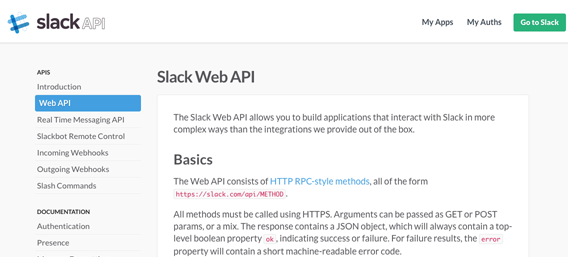 slack API
My Apps
My Auths
Go to Slack
APIS
Introduction
Web API
Real Time Messaging API
Slackbot Remote Control
Incoming Webhooks
Outgoing Webhooks
Slash Commands
DOCUMENTATION
Authentication
Presence
Slack Web API
The Slack Web API allows you to build applications that interact with Slack in more
complex ways than the integrations we provide out of the box.
Basics
The Web API consists of HTTP RPC-style methods, all of the form
https://slack.com/api/METHOD.
All methods must be called using HTTPS. Arguments can be passed as GET or POST
params, or a mix. The response contains a JSON object, which will always contain a top-
level boolean property ok, indicating success or failure. For failure results, the error
property will contain a short machine-readable error code.